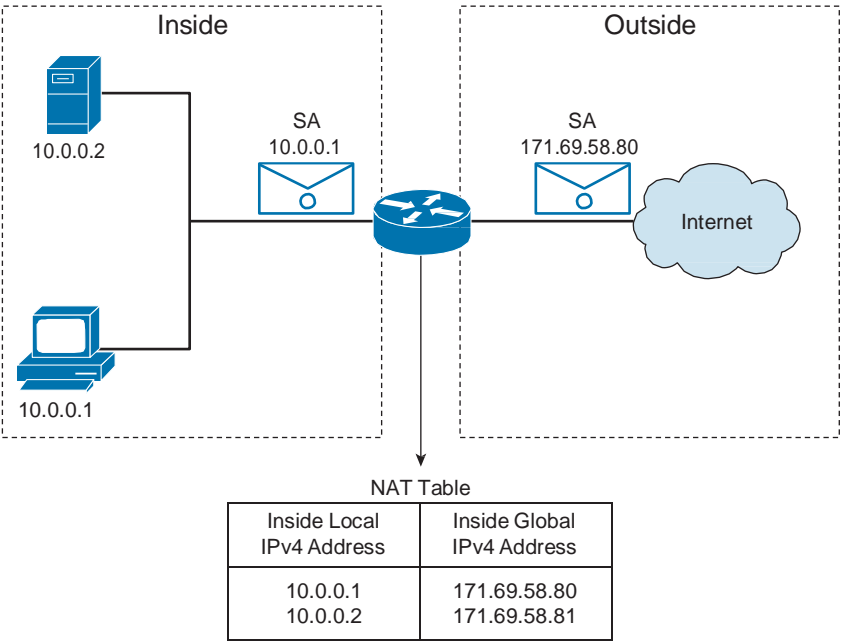 Inside
Outside
10.0.0.2
SA
10.0.0.1
SA
171.69.58.80
Internet
10.0.0.1
NAT Table
Inside Local
IPv4 Address
Inside Global
IPv4 Address
10.0.0.1
171.69.58.80
10.0.0.2
171.69.58.81